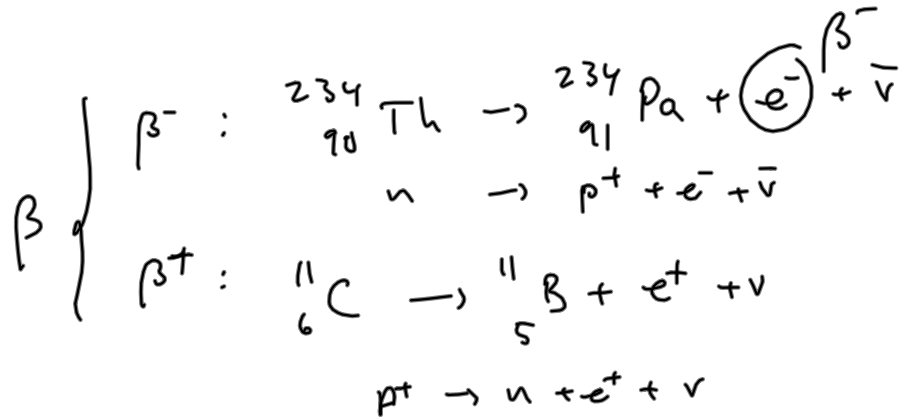 β⁻
β⁻ : ²³⁴₉₀Th → ²³⁴₉₁Pa + e⁻ + v̄
n → p⁺ + e⁻ + v̄
β
β⁺ : ¹¹₆C → ¹¹₅B + e⁺ + v
p⁺ → n + e⁺ + v